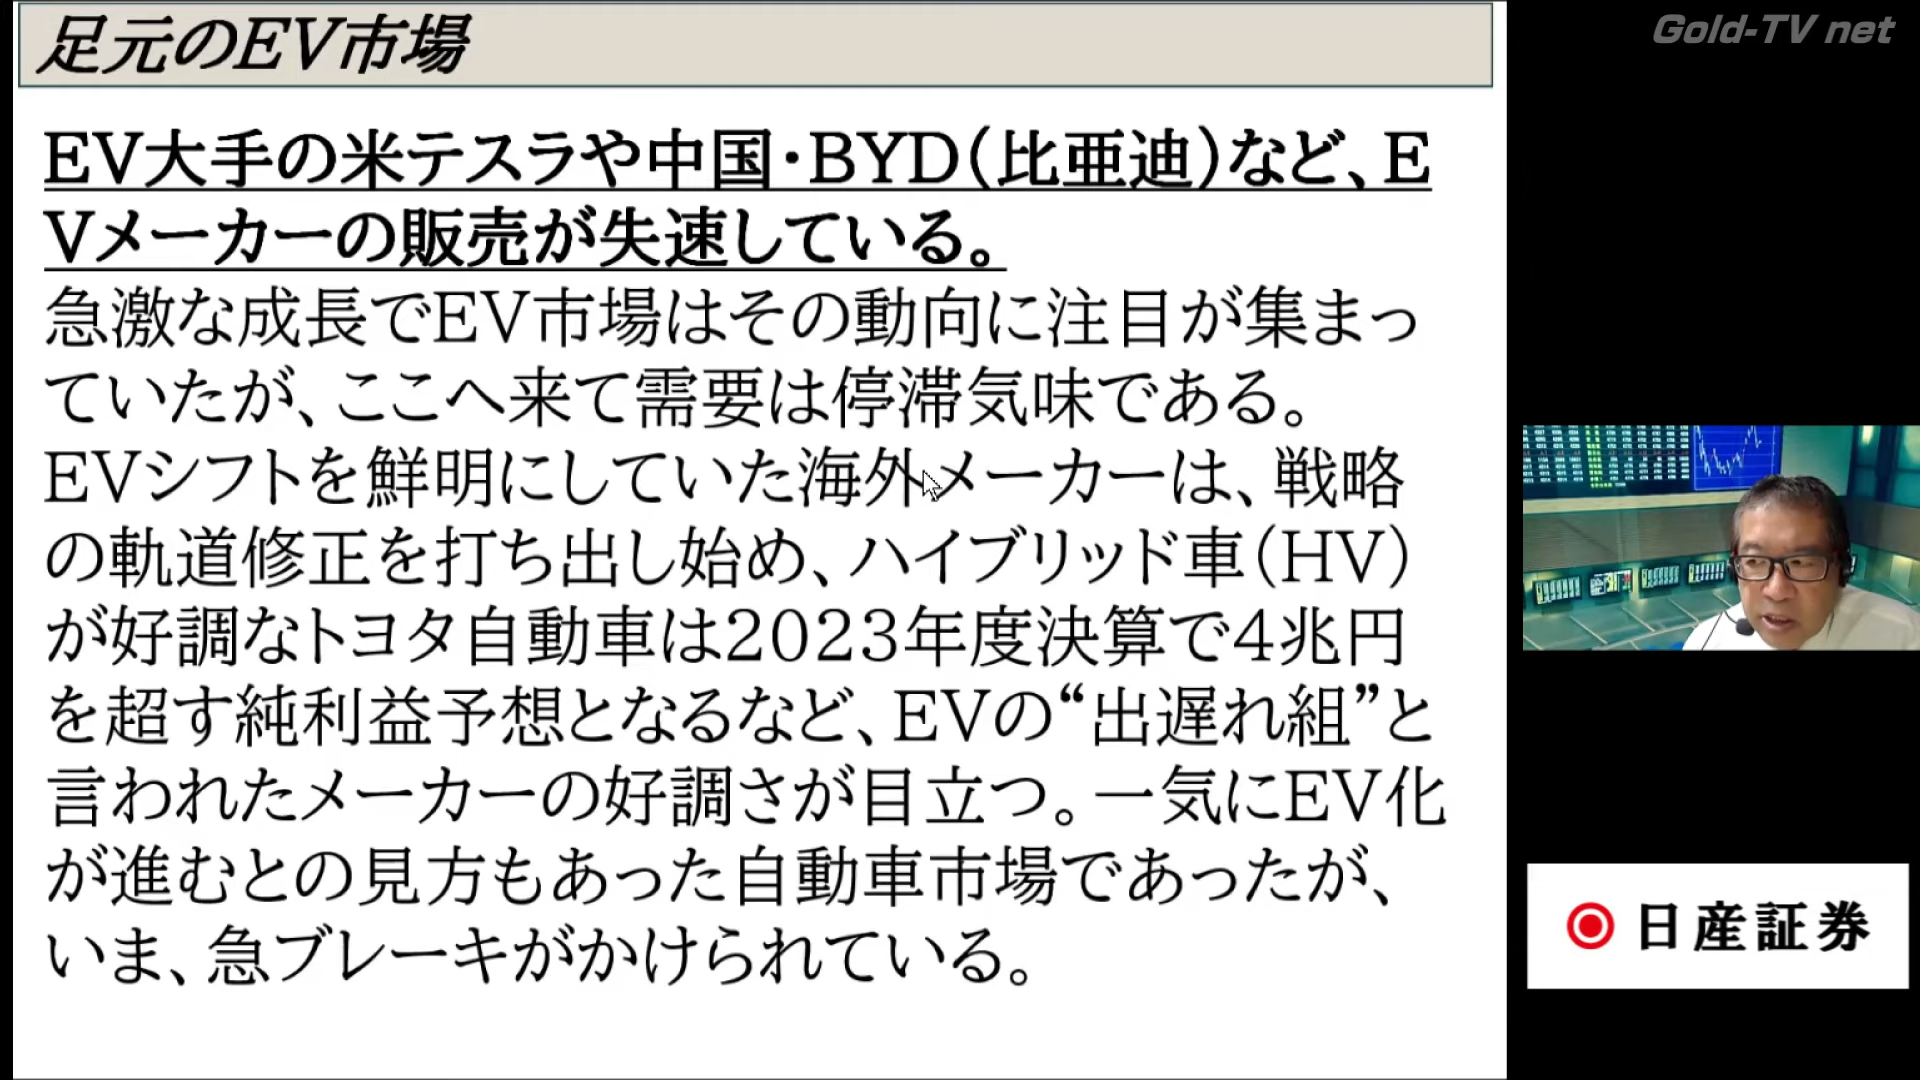 足元のEV市場
Gold-TV net
EV大手の米テスラや中国・BYD（比亜迪）など、E
Vメーカーの販売が失速している。
急激な成長でEV市場はその動向に注目が集まっ
ていたが、ここへ来て需要は停滞気味である。
EVシフトを鮮明にしていた海外メーカーは、戦略
の軌道修正を打ち出し始め、ハイブリッド車（HV）
が好調なトヨタ自動車は2023年度決算で4兆円
を超す純利益予想となるなど、EVの“出遅れ組”と
言われたメーカーの好調さが目立つ。一気にEV化
が進むとの見方もあった自動車市場であったが、
いま、急ブレーキがかけられている。
日産証券